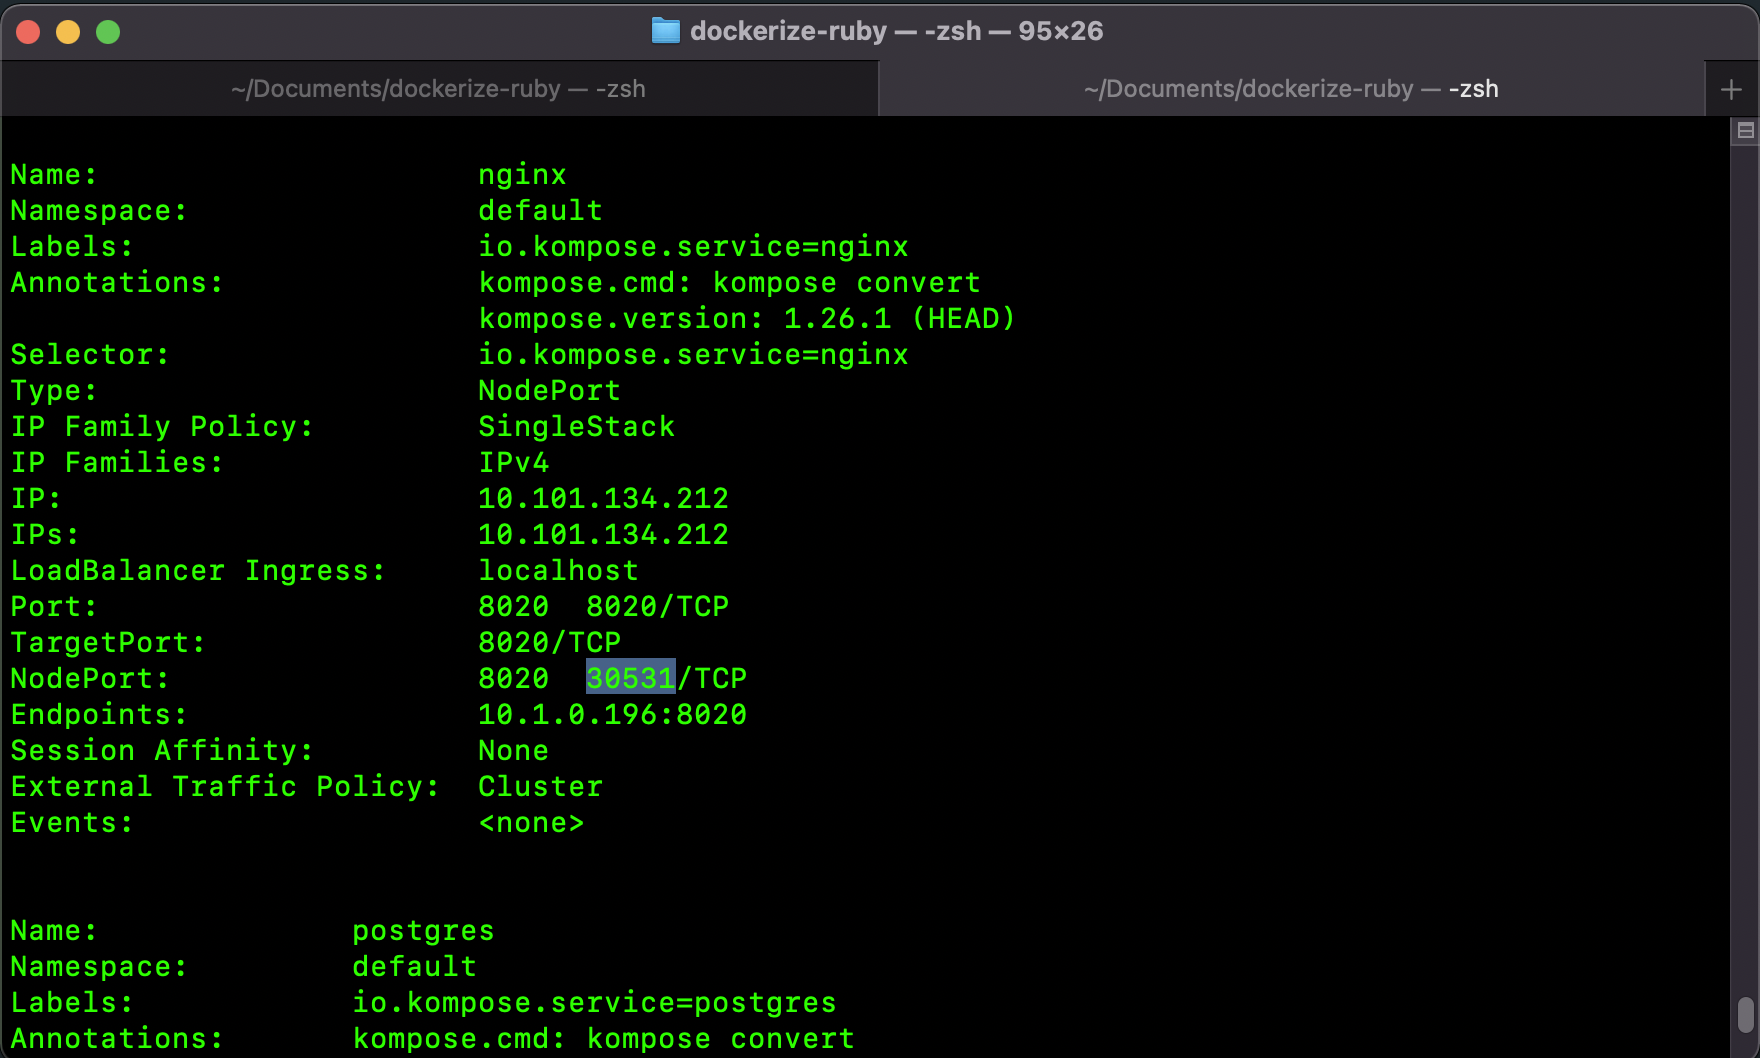 dockerize-ruby — -zsh — 95×26
~/Documents/dockerize-ruby — -zsh
~/Documents/dockerize-ruby — -zsh
Name: nginx
Namespace: default
Labels: io.kompose.service=nginx
Annotations: kompose.cmd: kompose convert
kompose.version: 1.26.1 (HEAD)
Selector: io.kompose.service=nginx
Type: NodePort
IP Family Policy: SingleStack
IP Families: IPv4
IP: 10.101.134.212
IPs: 10.101.134.212
LoadBalancer Ingress: localhost
Port: 8020 8020/TCP
TargetPort: 8020/TCP
NodePort: 8020 30531/TCP
Endpoints: 10.1.0.196:8020
Session Affinity: None
External Traffic Policy: Cluster
Events: <none>
Name: postgres
Namespace: default
Labels: io.kompose.service=postgres
Annotations: kompose.cmd: kompose convert